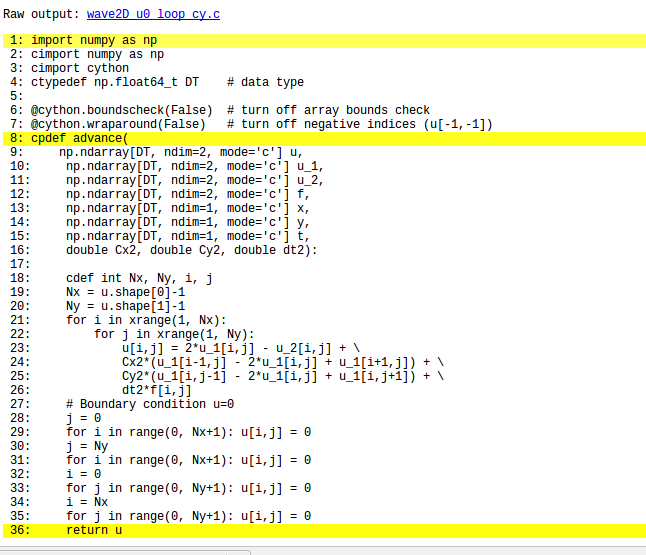 Raw output: wave2D_u0_loop_cy.c
 1: import numpy as np
 2: cimport numpy as np
 3: cimport cython
 4: ctypedef np.float64_t DT    # data type
 5:
 6: @cython.boundscheck(False)  # turn off array bounds check
 7: @cython.wraparound(False)   # turn off negative indices (u[-1,-1])
 8: cpdef advance(
 9:    np.ndarray[DT, ndim=2, mode='c'] u,
 10:     np.ndarray[DT, ndim=2, mode='c'] u_1,
 11:     np.ndarray[DT, ndim=2, mode='c'] u_2,
 12:     np.ndarray[DT, ndim=2, mode='c'] f,
 13:     np.ndarray[DT, ndim=1, mode='c'] x,
 14:     np.ndarray[DT, ndim=1, mode='c'] y,
 15:     np.ndarray[DT, ndim=1, mode='c'] t,
 16:     double Cx2, double Cy2, double dt2):
 17:
 18:     cdef int Nx, Ny, i, j
 19:     Nx = u.shape[0]-1
 20:     Ny = u.shape[1]-1
 21:     for i in xrange(1, Nx):
 22:         for j in xrange(1, Ny):
 23:             u[i,j] = 2*u_1[i,j] - u_2[i,j] + \
 24:             Cx2*(u_1[i-1,j] - 2*u_1[i,j] + u_1[i+1,j]) + \
 25:             Cy2*(u_1[i,j-1] - 2*u_1[i,j] + u_1[i,j+1]) + \
 26:             dt2*f[i,j]
 27:     # Boundary condition u=0
 28:     j = 0
 29:     for i in range(0, Nx+1): u[i,j] = 0
 30:     j = Ny
 31:     for i in range(0, Nx+1): u[i,j] = 0
 32:     i = 0
 33:     for j in range(0, Ny+1): u[i,j] = 0
 34:     i = Nx
 35:     for j in range(0, Ny+1): u[i,j] = 0
 36:     return u